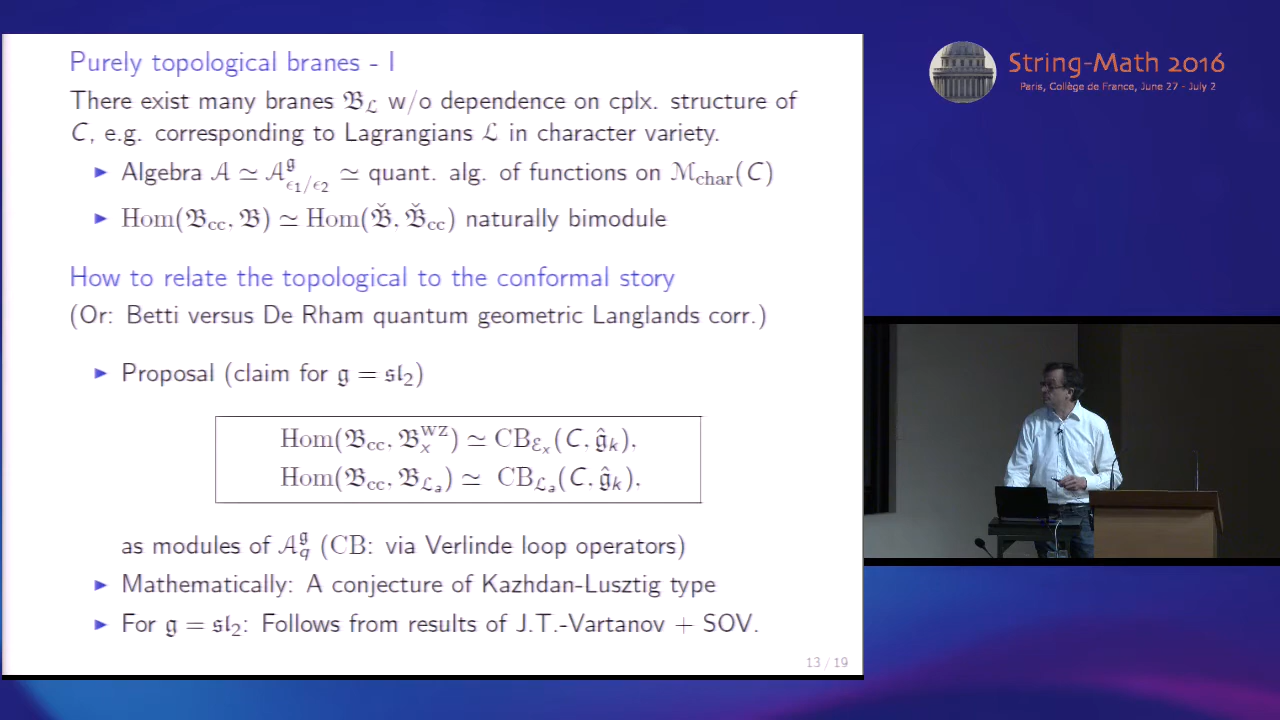 Purely topological branes - I
There exist many branes 𝔅_ℒ w/o dependence on cplx. structure of
C, e.g. corresponding to Lagrangians ℒ in character variety.
▶ Algebra 𝒜 ≃ 𝒜^𝔤_{ϵ₁/ϵ₂} ≃ quant. alg. of functions on ℳ_char(C)
▶ Hom(𝔅_cc, 𝔅) ≃ Hom(𝔅̌, 𝔅̌_cc) naturally bimodule
How to relate the topological to the conformal story
(Or: Betti versus De Rham quantum geometric Langlands corr.)
▶ Proposal (claim for 𝔤 = 𝔰𝔩₂)
Hom(𝔅_cc, 𝔅_x^WZ) ≃ CB_{ℰ_x}(C, 𝔤̂_k),
Hom(𝔅_cc, 𝔅_{ℒ_a}) ≃ CB_{ℒ_a}(C, 𝔤̂_k),
as modules of 𝒜^𝔤_q (CB: via Verlinde loop operators)
▶ Mathematically: A conjecture of Kazhdan-Lusztig type
▶ For 𝔤 = 𝔰𝔩₂: Follows from results of J.T.-Vartanov + SOV.
13 / 19
String-Math 2016
Paris, Collège de France, June 27 - July 2